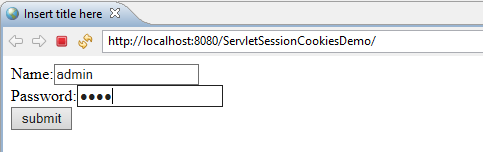 Insert title here
http://localhost:8080/ServletSessionCookiesDemo/
Name:admin
Password:●●●●
submit